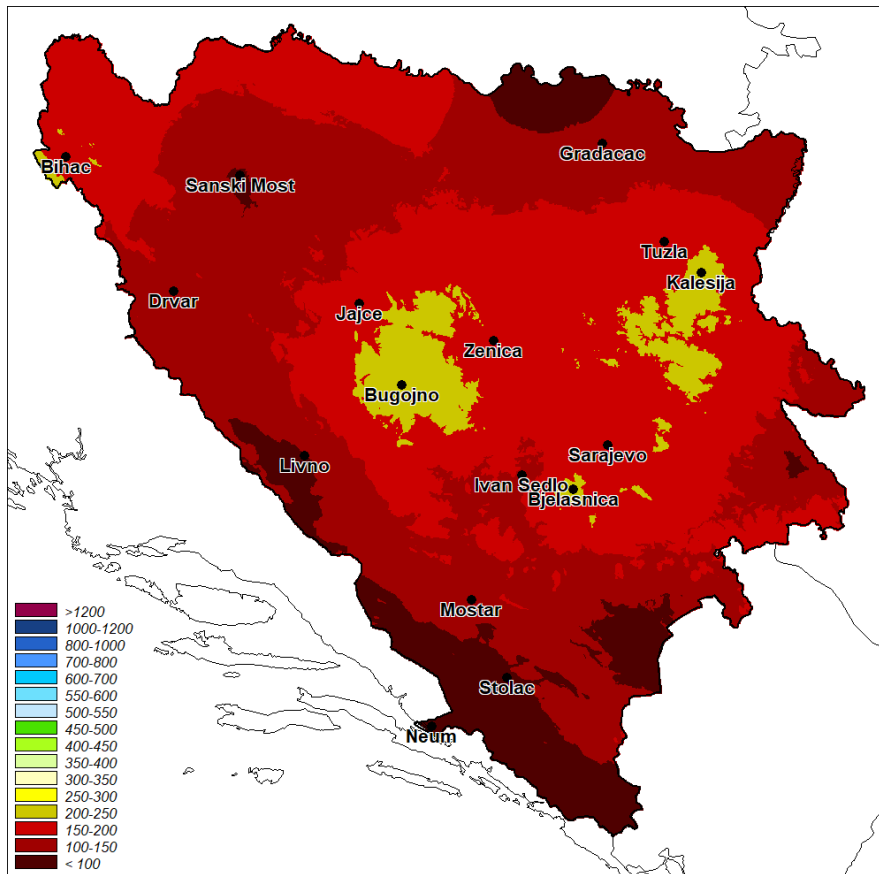 Gradacac
Bihac
Sanski Most
Tuzla
Kalesija
Drvar
Jajce
Zenica
Bugojno
Sarajevo
Livno
Ivan Sedlo
Bjelasnica
Mostar
Stolac
Neum
>1200
1000-1200
800-1000
700-800
600-700
550-600
500-550
450-500
400-450
350-400
300-350
250-300
200-250
150-200
100-150
< 100